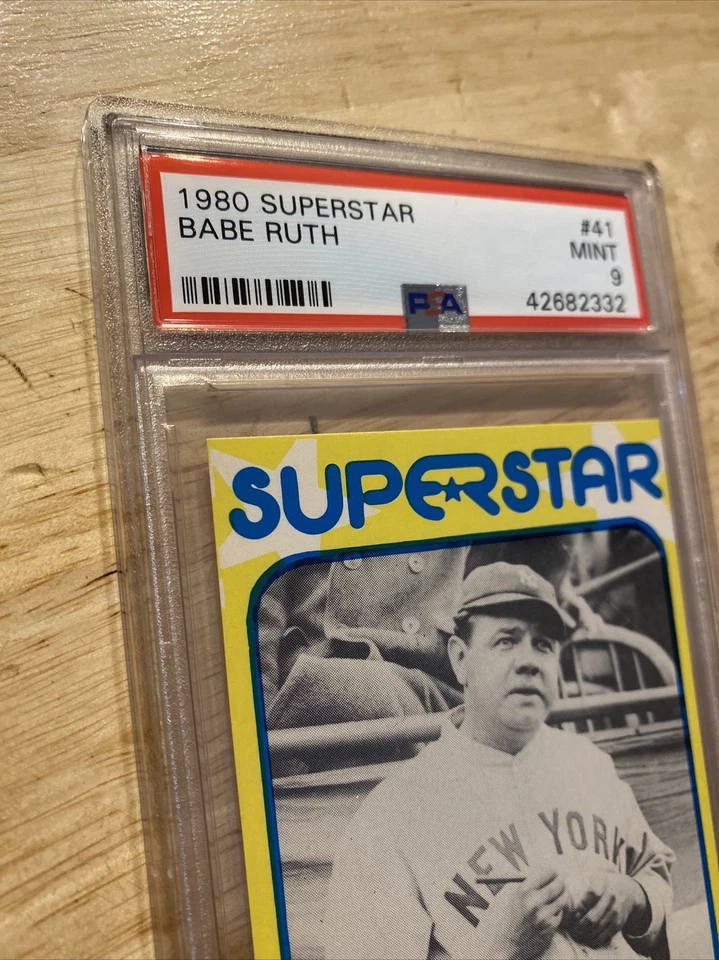 1980 SUPERSTAR
BABE RUTH
#41
MINT
9
42682332
PSA
SUPERSTAR
NEW YORK